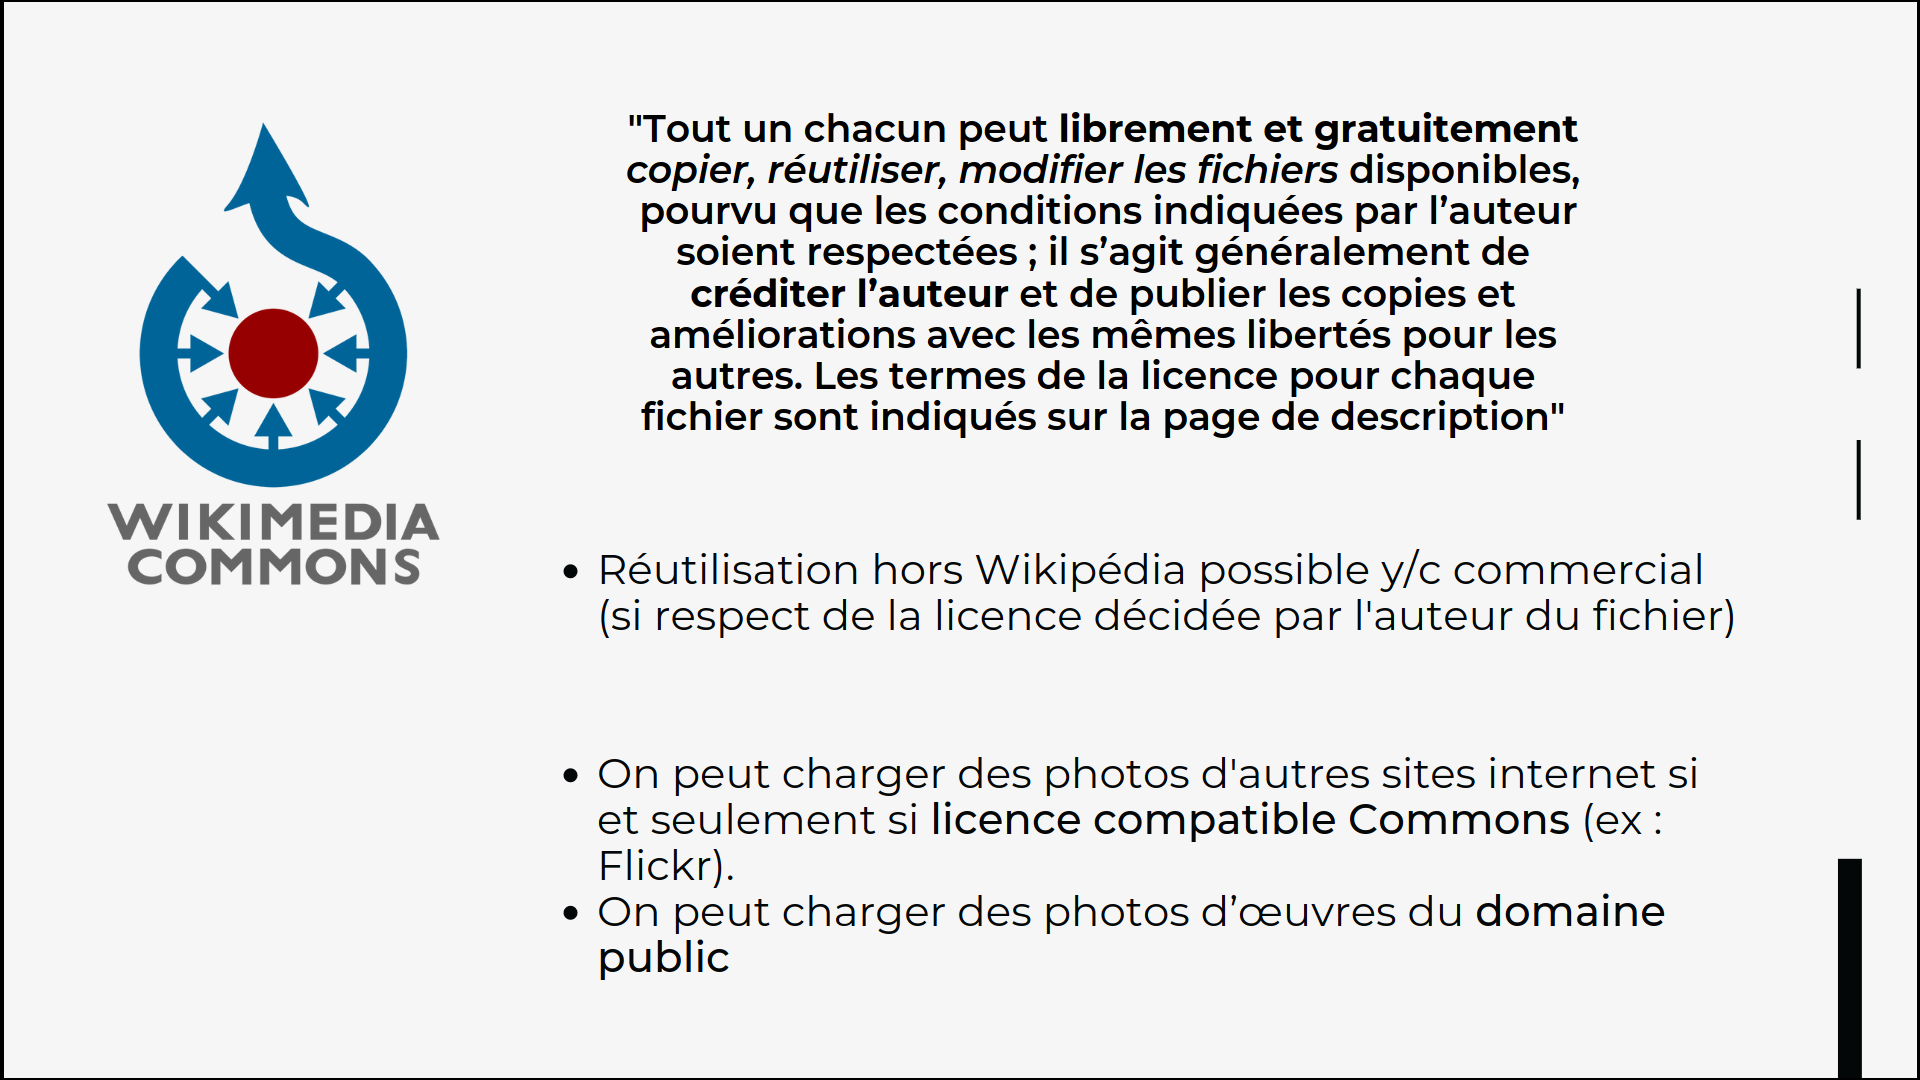 WIKIMEDIA
COMMONS
"Tout un chacun peut librement et gratuitement
copier, réutiliser, modifier les fichiers disponibles,
pourvu que les conditions indiquées par l’auteur
soient respectées ; il s’agit généralement de
créditer l’auteur et de publier les copies et
améliorations avec les mêmes libertés pour les
autres. Les termes de la licence pour chaque
fichier sont indiqués sur la page de description"
• Réutilisation hors Wikipédia possible y/c commercial
(si respect de la licence décidée par l'auteur du fichier)
• On peut charger des photos d'autres sites internet si
et seulement si licence compatible Commons (ex :
Flickr).
• On peut charger des photos d’œuvres du domaine
public